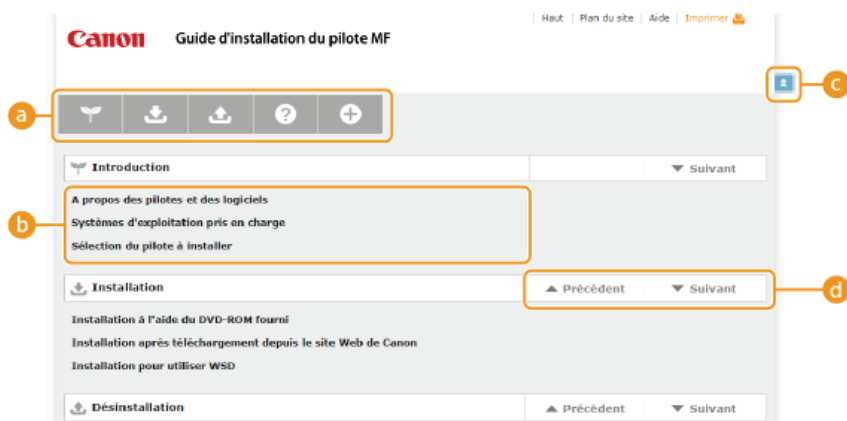 Haut | Plan du site | Aide | Imprimer
Canon Guide d'installation du pilote MF
c
a
Introduction Suivant
A propos des pilotes et des logiciels
b
Systèmes d'exploitation pris en charge
Sélection du pilote à installer
Installation Précédent Suivant
d
Installation à l'aide du DVD-ROM fourni
Installation après téléchargement depuis le site Web de Canon
Installation pour utiliser WSD
Désinstallation Précédent Suivant